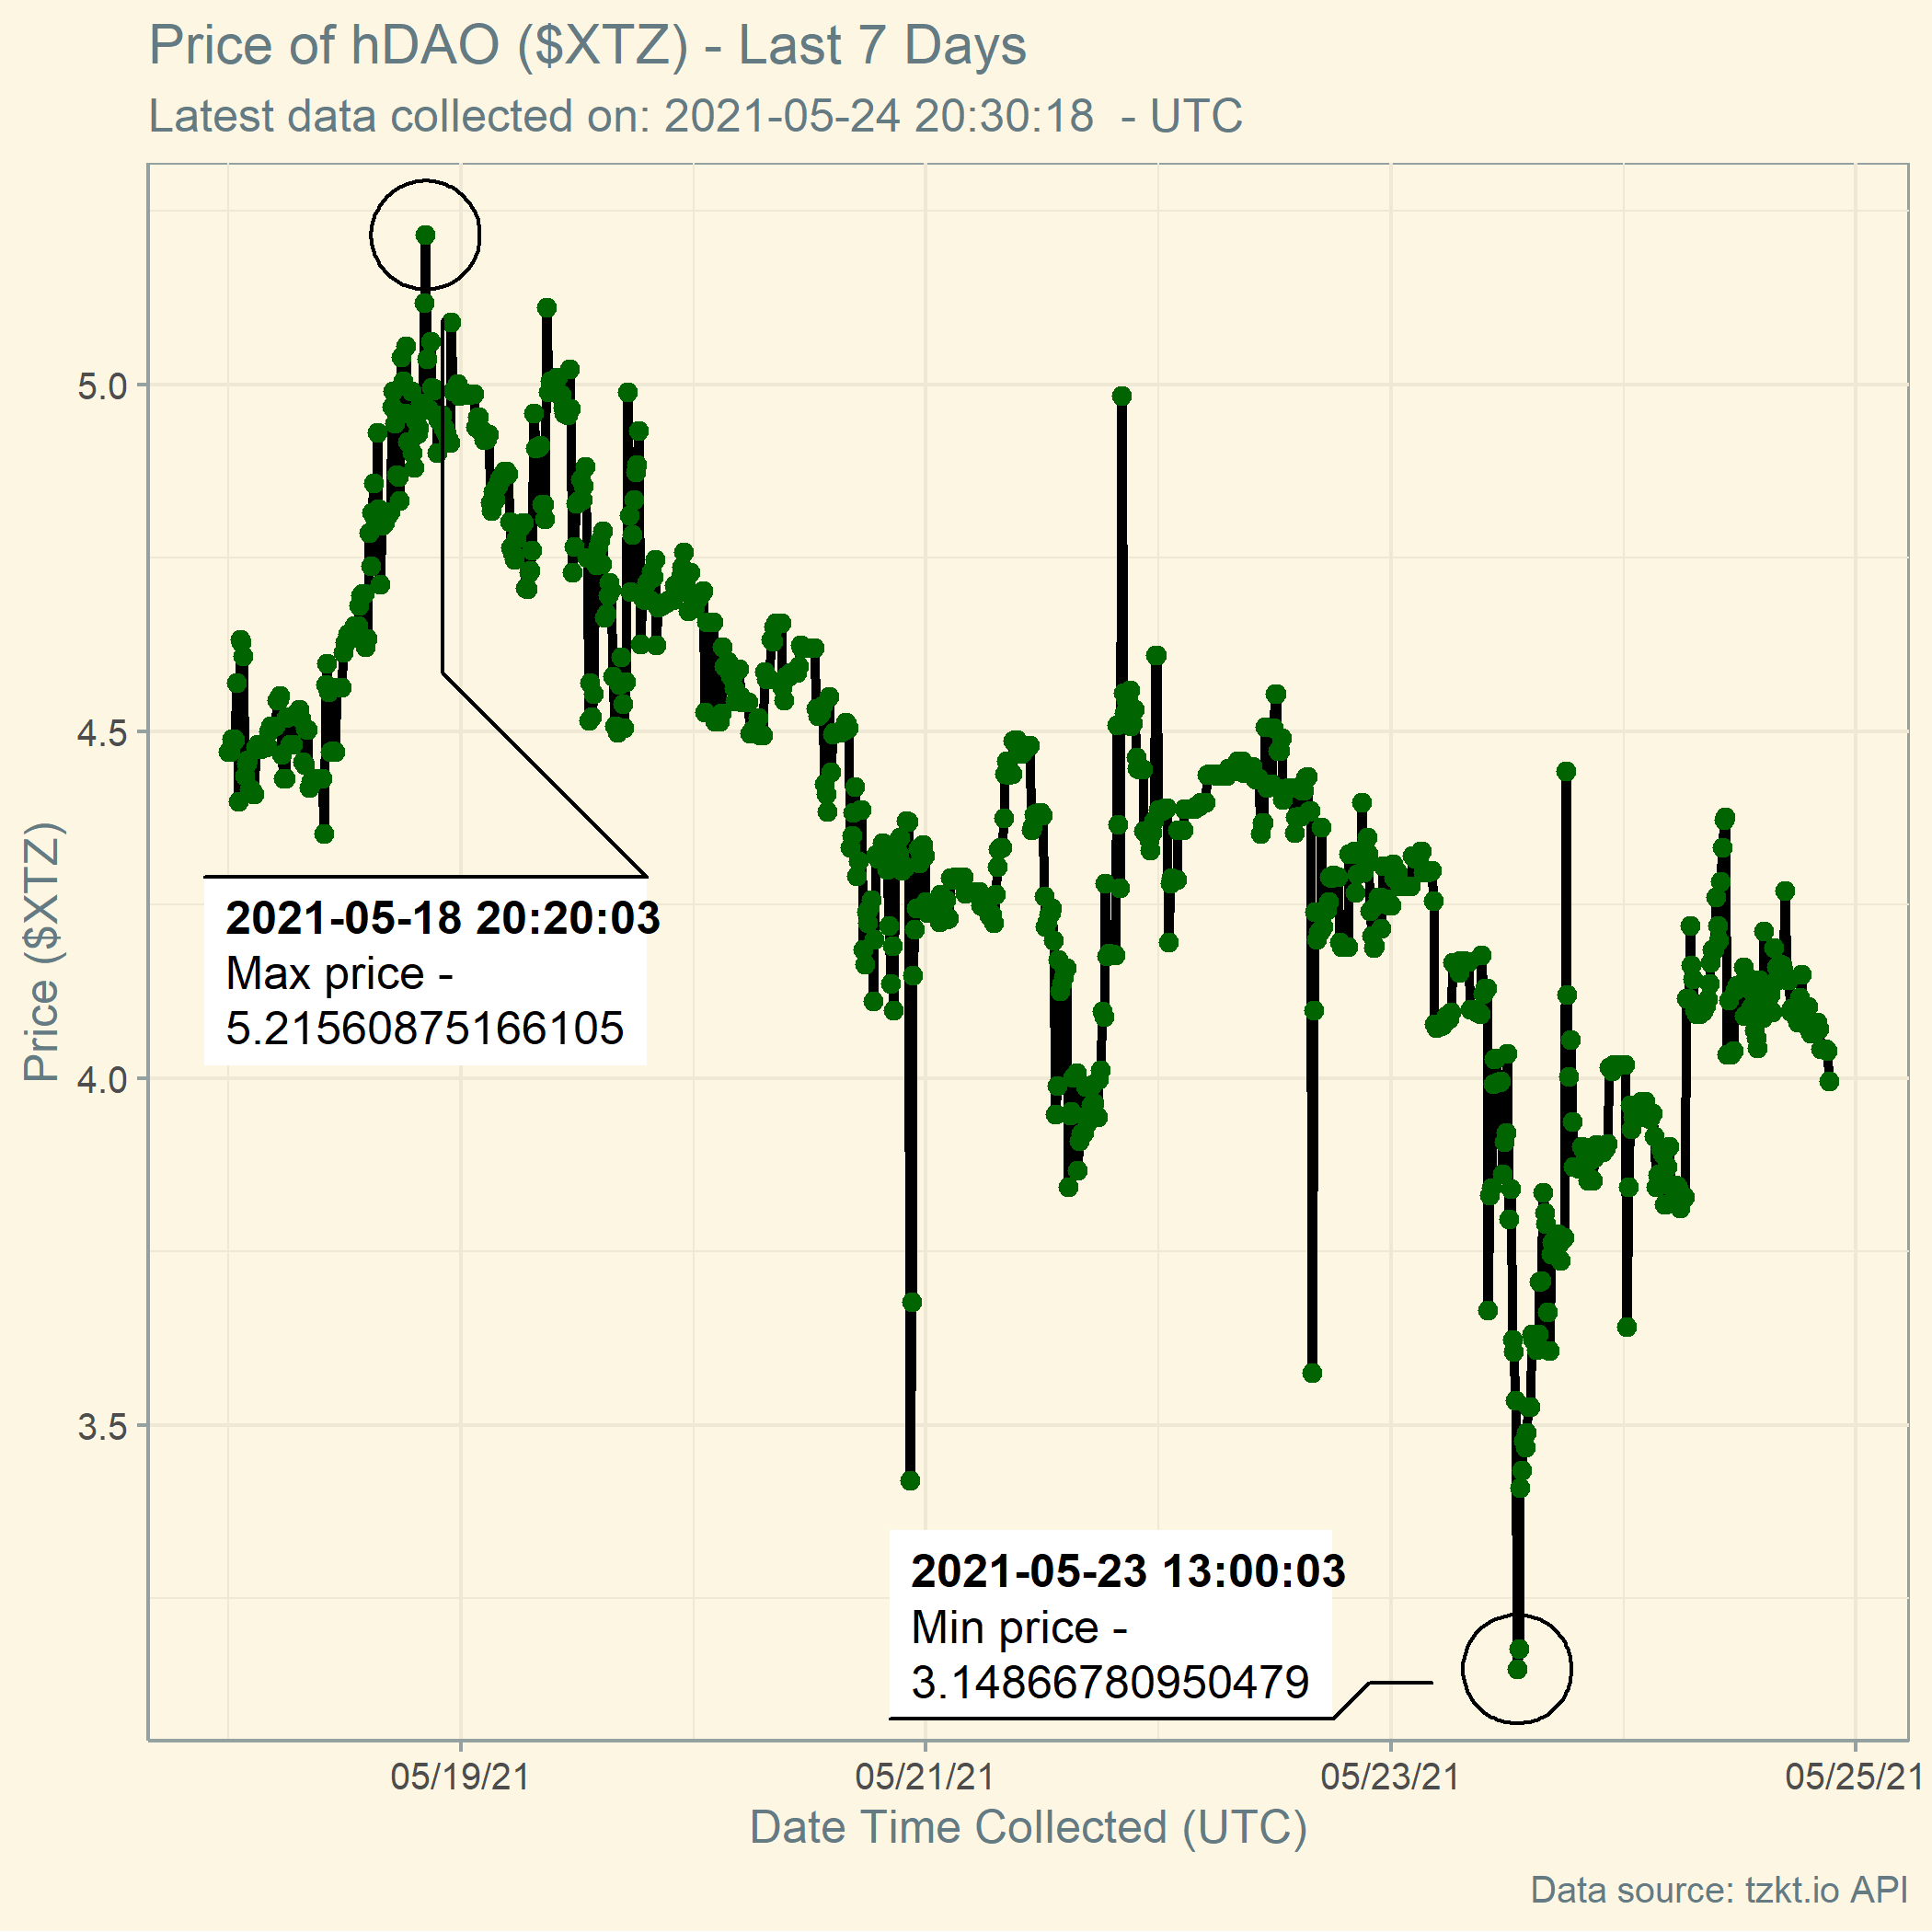 Price of hDAO ($XTZ) - Last 7 Days
Latest data collected on: 2021-05-24 20:30:18  - UTC
Price ($XTZ)
5.0
4.5
4.0
3.5
2021-05-18 20:20:03
Max price -
5.21560875166105
2021-05-23 13:00:03
Min price -
3.14866780950479
05/19/21
05/21/21
05/23/21
05/25/21
Date Time Collected (UTC)
Data source: tzkt.io API